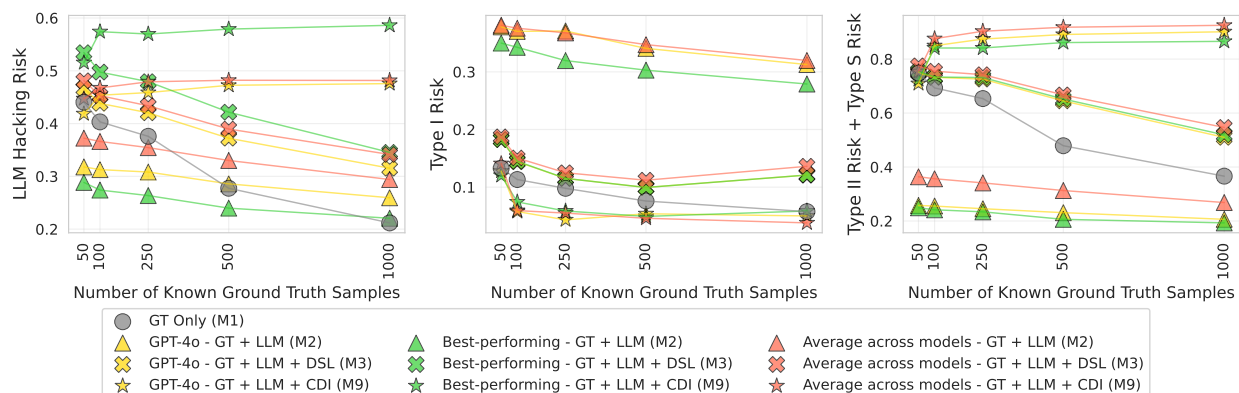 LLM Hacking Risk
0.6
0.5
0.4
0.3
0.2
50
100
250
500
1000
Number of Known Ground Truth Samples
Type I Risk
0.3
0.2
0.1
50
100
250
500
1000
Number of Known Ground Truth Samples
Type II Risk + Type S Risk
0.8
0.6
0.4
0.2
50
100
250
500
1000
Number of Known Ground Truth Samples
GT Only (M1)
GPT-4o - GT + LLM (M2)
GPT-4o - GT + LLM + DSL (M3)
GPT-4o - GT + LLM + CDI (M9)
Best-performing - GT + LLM (M2)
Best-performing - GT + LLM + DSL (M3)
Best-performing - GT + LLM + CDI (M9)
Average across models - GT + LLM (M2)
Average across models - GT + LLM + DSL (M3)
Average across models - GT + LLM + CDI (M9)